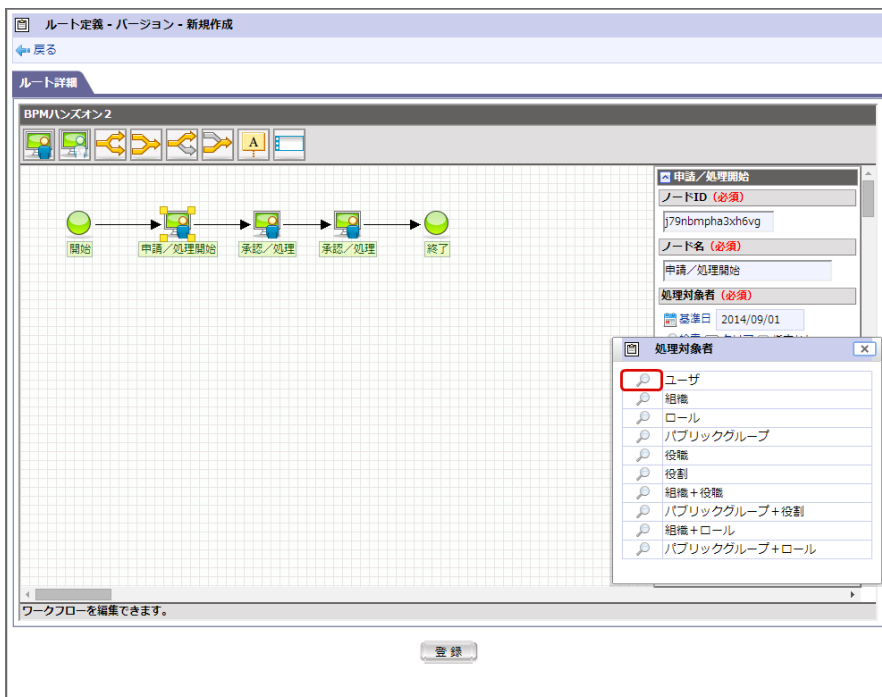 ルート定義 - バージョン - 新規作成
戻る
ルート詳細
BPMハンズオン2
A
申請／処理開始
ノードID（必須）
j79nbmpha3xh6vg
ノード名（必須）
申請／処理開始
処理対象者（必須）
基準日 2014/09/01
開始
申請／処理開始
承認／処理
承認／処理
終了
処理対象者
ユーザ
組織
ロール
パブリックグループ
役職
役割
組織＋役職
パブリックグループ＋役割
組織＋ロール
パブリックグループ＋ロール
ワークフローを編集できます。
登録